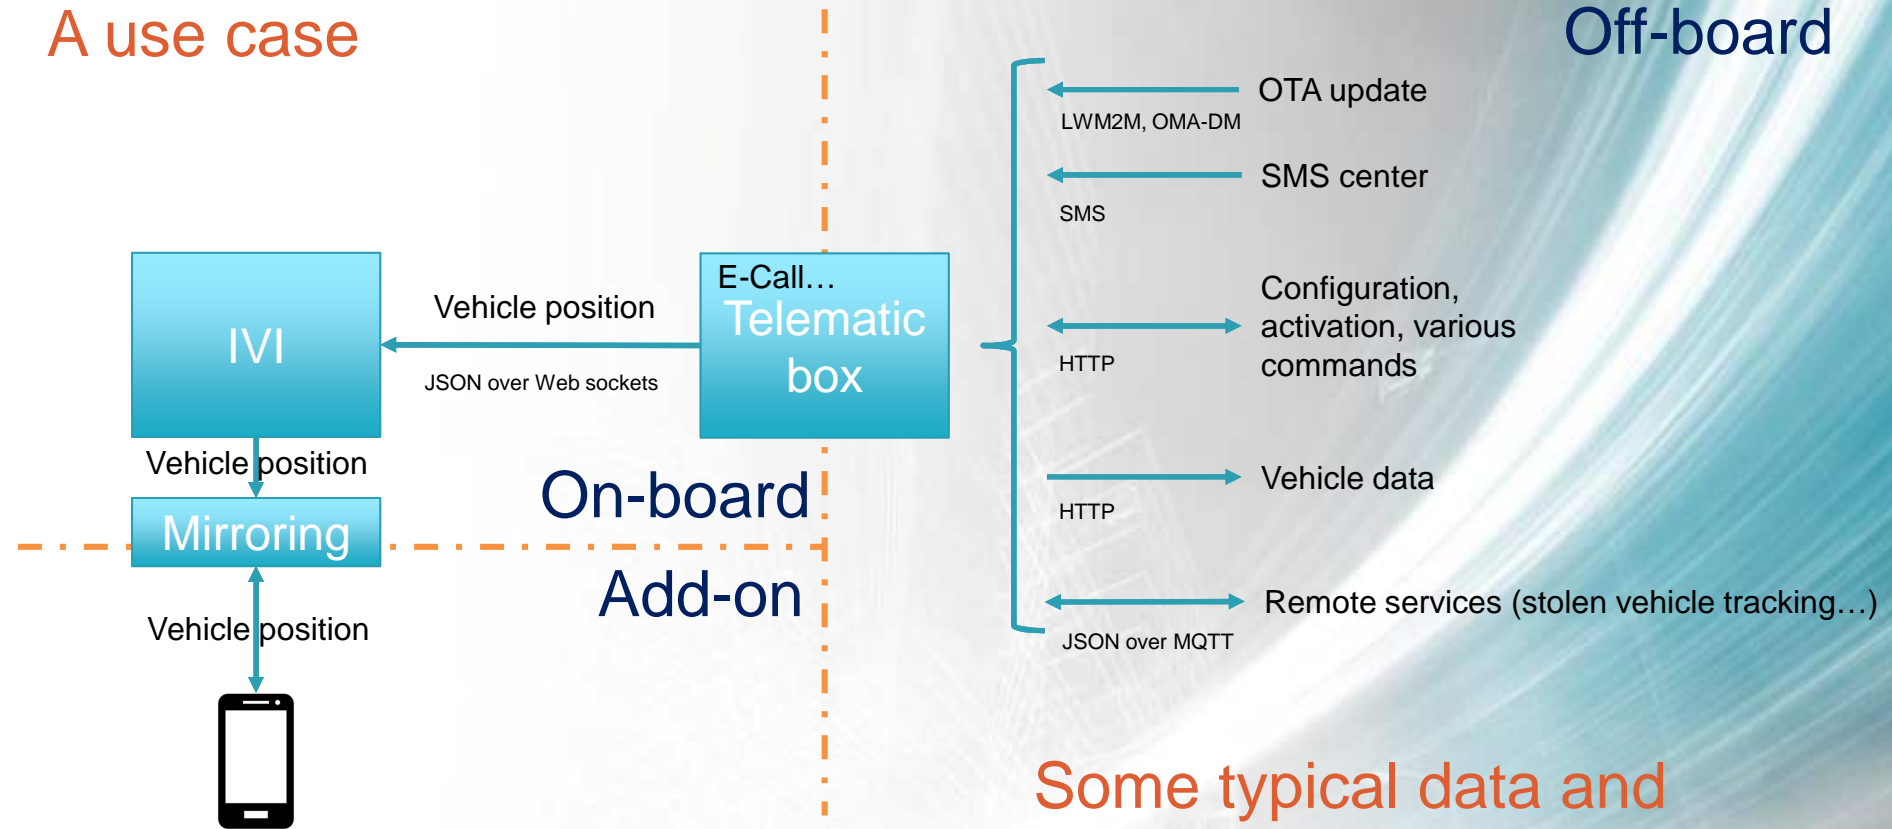 A use case
Off-board
OTA update
LWM2M, OMA-DM
SMS center
SMS
E-Call…
Telematic
box
Vehicle position
JSON over Web sockets
IVI
Configuration,
activation, various
commands
HTTP
Vehicle position
Mirroring
On-board
Add-on
Vehicle data
HTTP
Vehicle position
Remote services (stolen vehicle tracking…)
JSON over MQTT
Some typical data and